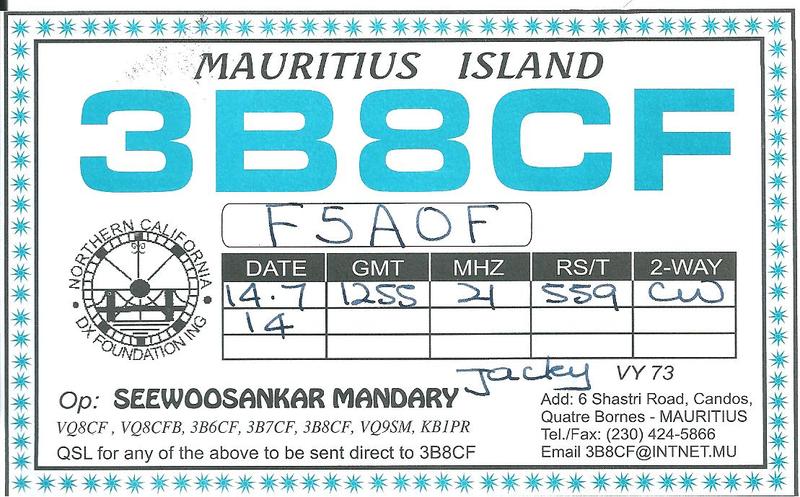 MAURITIUS ISLAND
3B8CF
F5AOF
NORTHERN CALIFORNIA
DX FOUNDATION ING
DATE GMT MHZ RS/T 2-WAY
14.7 1255 21 559 CW
14
Jacky VY 73
Op: SEEWOOSANKAR MANDARY
VQ8CF , VQ8CFB, 3B6CF, 3B7CF, 3B8CF, VQ9SM, KB1PR
QSL for any of the above to be sent direct to 3B8CF
Add: 6 Shastri Road, Candos,
Quatre Bornes - MAURITIUS
Tel./Fax: (230) 424-5866
Email 3B8CF@INTNET.MU